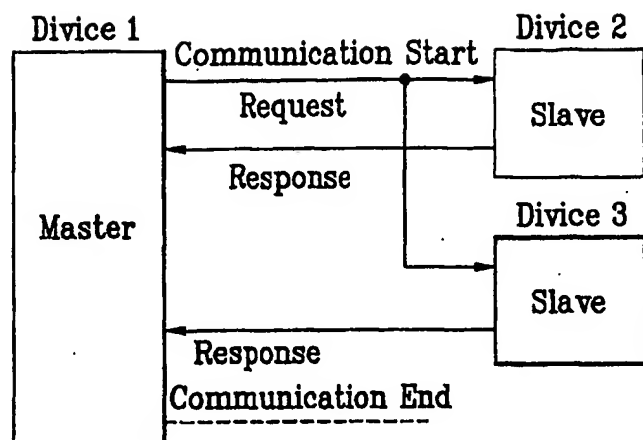 Divice 1
Divice 2
Communication Start
Request
Slave
Response
Divice 3
Master
Slave
Response
Communication End